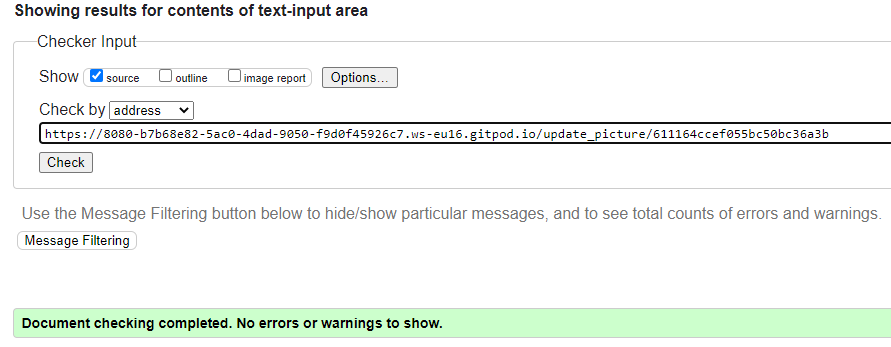 Showing results for contents of text-input area
Checker Input
Show source outline image report Options...
Check by address
https://8080-b7b68e82-5ac0-4dad-9050-f9d0f45926c7.ws-eu16.gitpod.io/update_picture/611164ccef055bc50bc36a3b
Check
Use the Message Filtering button below to hide/show particular messages, and to see total counts of errors and warnings.
Message Filtering
Document checking completed. No errors or warnings to show.